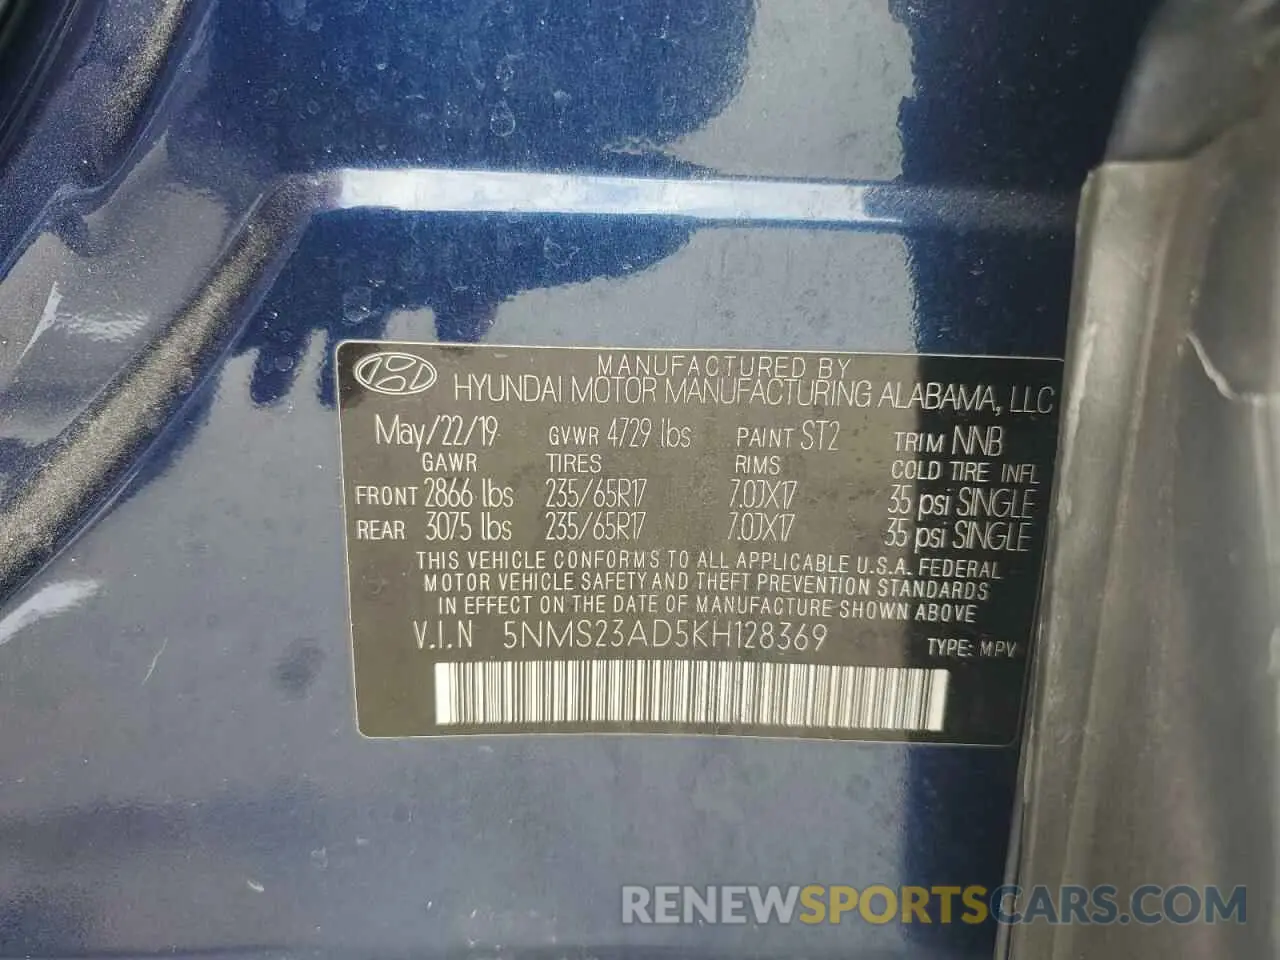 MANUFACTURED BY
HYUNDAI MOTOR MANUFACTURING ALABAMA, LLC
May/22/19 GVWR 4729 lbs PAINT ST2 TRIM NNB
GAWR TIRES RIMS COLD TIRE INFL
FRONT 2866 lbs 235/65R17 7.0JX17 35 psi SINGLE
REAR 3075 lbs 235/65R17 7.0JX17 35 psi SINGLE
THIS VEHICLE CONFORMS TO ALL APPLICABLE U.S.A. FEDERAL
MOTOR VEHICLE SAFETY AND THEFT PREVENTION STANDARDS
IN EFFECT ON THE DATE OF MANUFACTURE SHOWN ABOVE
V.I.N 5NMS23AD5KH128369 TYPE: MPV
RENEWSPORTSCARS.COM